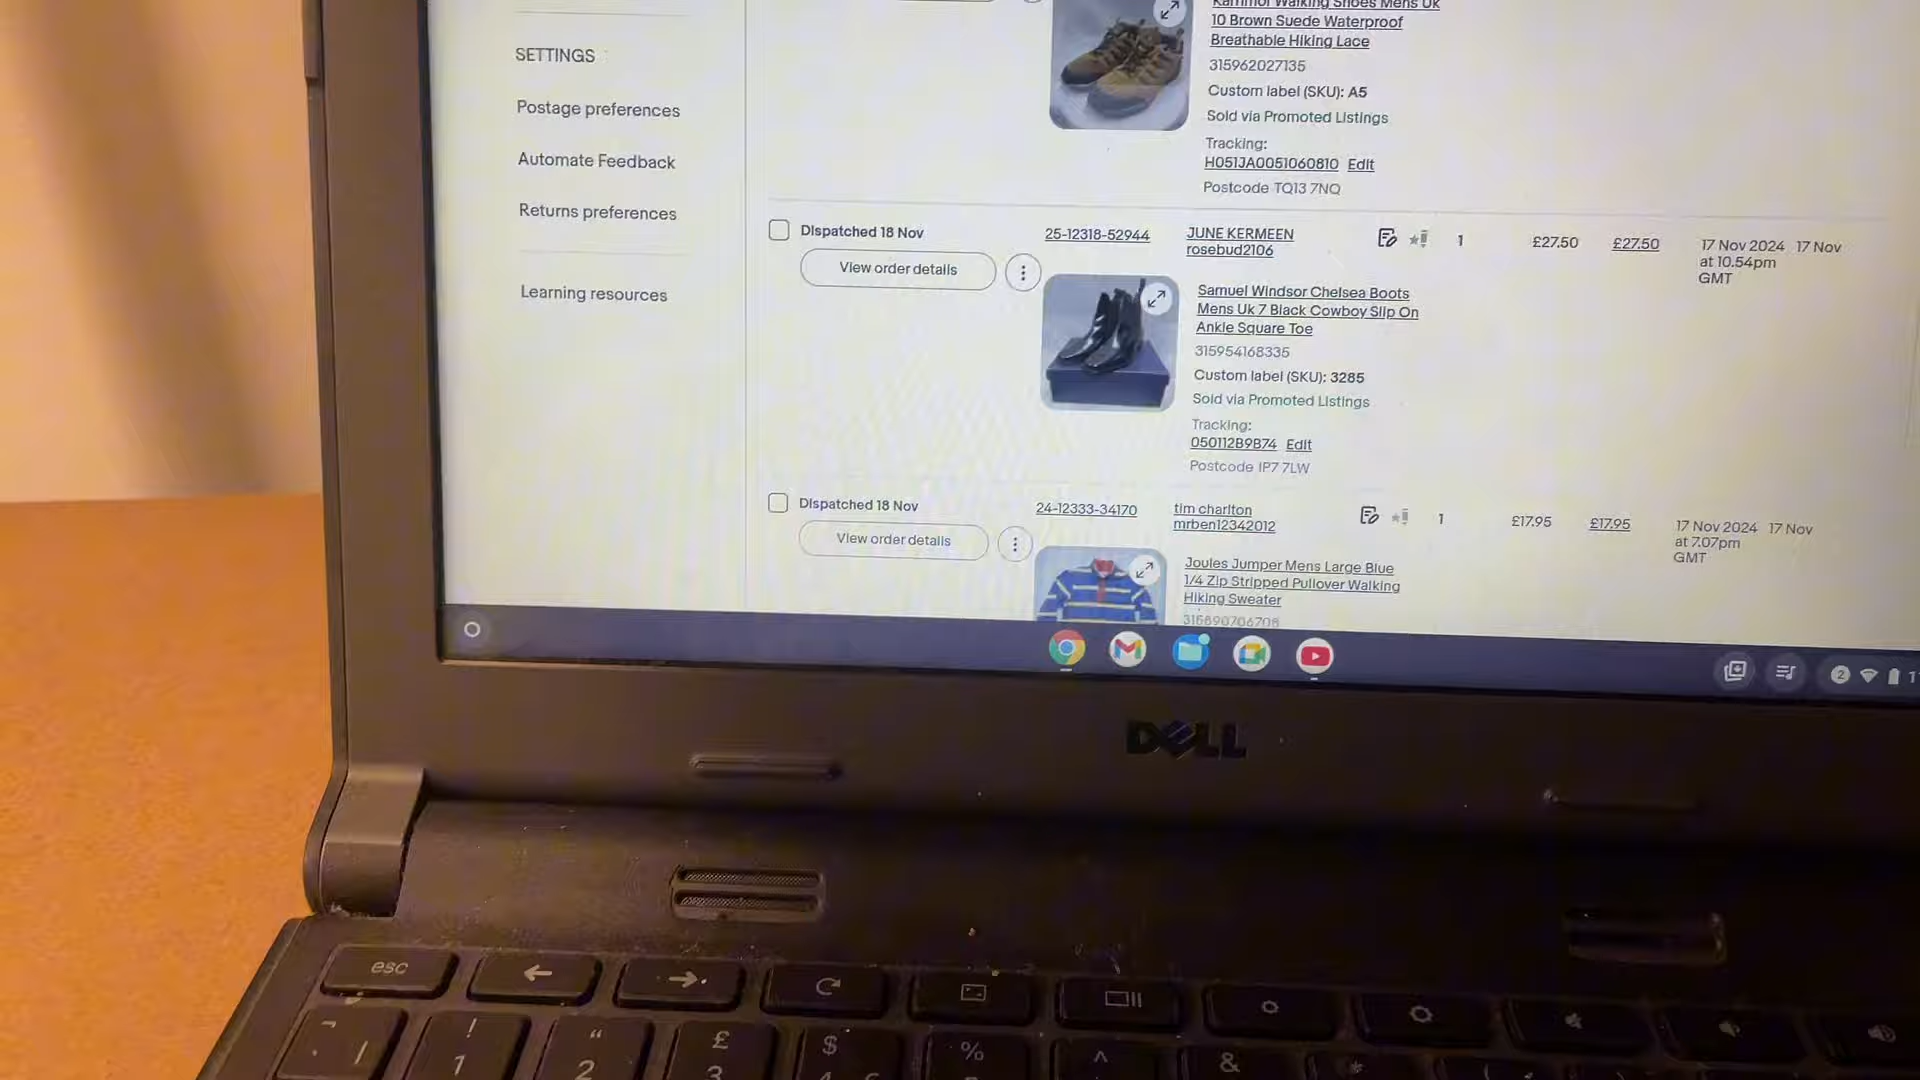 SETTINGS
Postage preferences
Automate Feedback
Returns preferences
Learning resources
Karrimor Walking Shoes Mens Uk
10 Brown Suede Waterproof
Breathable Hiking Lace
315962027135
Custom label (SKU): A5
Sold via Promoted Listings
Tracking:
H051JA0051060810 Edit
Postcode TQ13 7NQ
Dispatched 18 Nov
View order details
25-12318-52944
JUNE KERMEEN
rosebud2106
1
£27.50
£27.50
17 Nov 2024 17 Nov
at 10.54pm
GMT
Samuel Windsor Chelsea Boots
Mens Uk 7 Black Cowboy Slip On
Ankle Square Toe
315954168335
Custom label (SKU): 3285
Sold via Promoted Listings
Tracking:
050112B9B74 Edit
Postcode IP7 7LW
Dispatched 18 Nov
View order details
24-12333-34170
tim charlton
mrben12342012
1
£17.95
£17.95
17 Nov 2024 17 Nov
at 7.07pm
GMT
Joules Jumper Mens Large Blue
1/4 Zip Stripped Pullover Walking
Hiking Sweater
315890706708
2
DELL
esc
! " £ $ % ^ & *
1 2 3